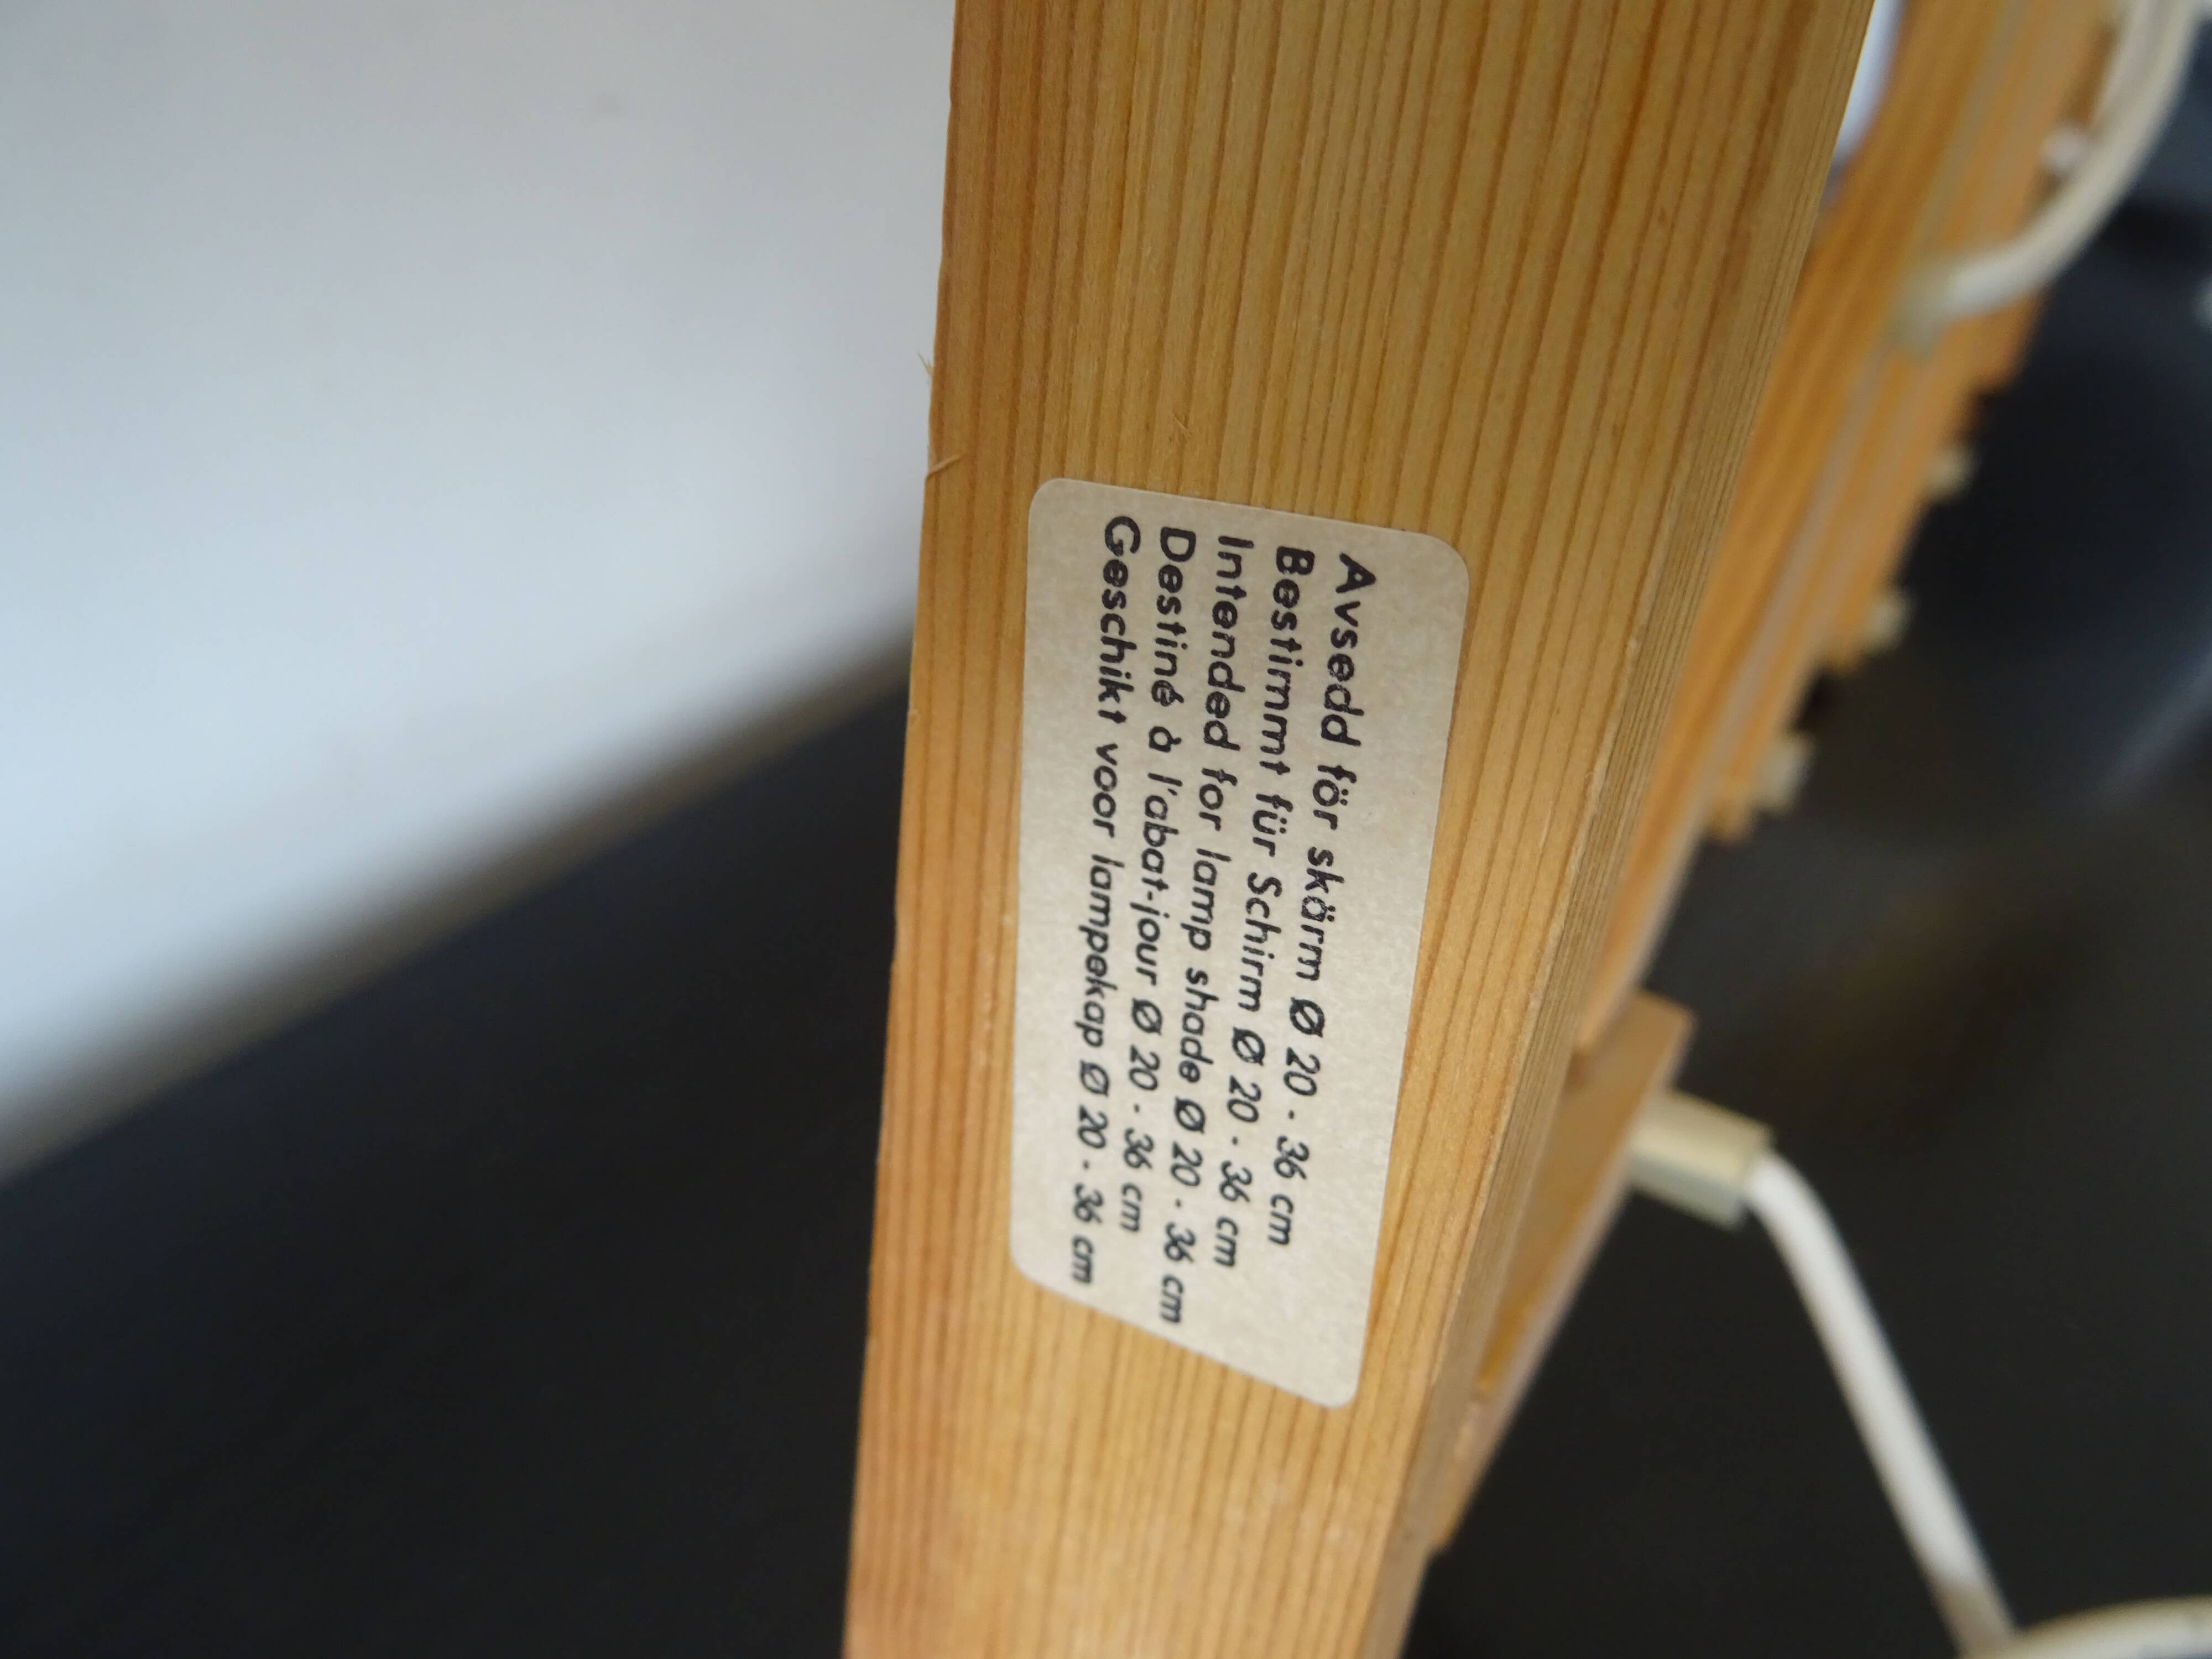 Avsedd för skärm Ø 20 - 36 cm
Bestimmt für Schirm Ø 20 - 36 cm
Intended for lamp shade Ø 20 - 36 cm
Destiné à l'abat-jour Ø 20 - 36 cm
Geschikt voor lampekap Ø 20 - 36 cm